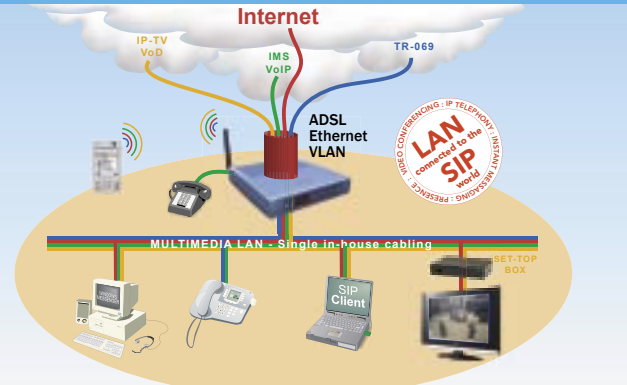 Internet
IP-TV
VoD
IMS
VoIP
TR-069
ADSL
Ethernet
VLAN
VIDEO CONFERENCING : IP TELEPHONY : INSTANT MESSAGING : PRESENCE :
LAN
connected to the
SIP
world
MULTIMEDIA LAN - Single in-house cabling
SET-TOP
BOX
SIP
Client